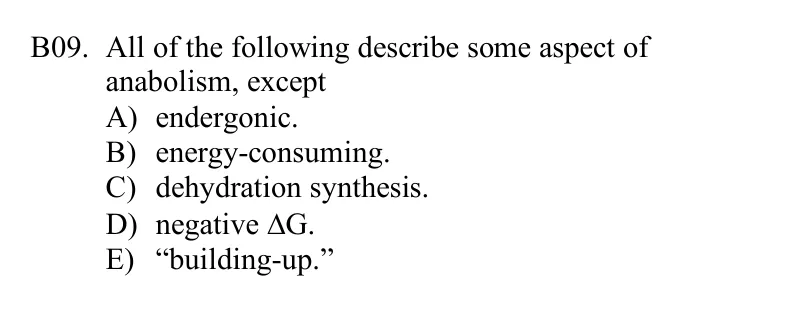 B09. All of the following describe some aspect of
anabolism, except
A) endergonic.
B) energy-consuming.
C) dehydration synthesis.
D) negative ΔG.
E) “building-up.”